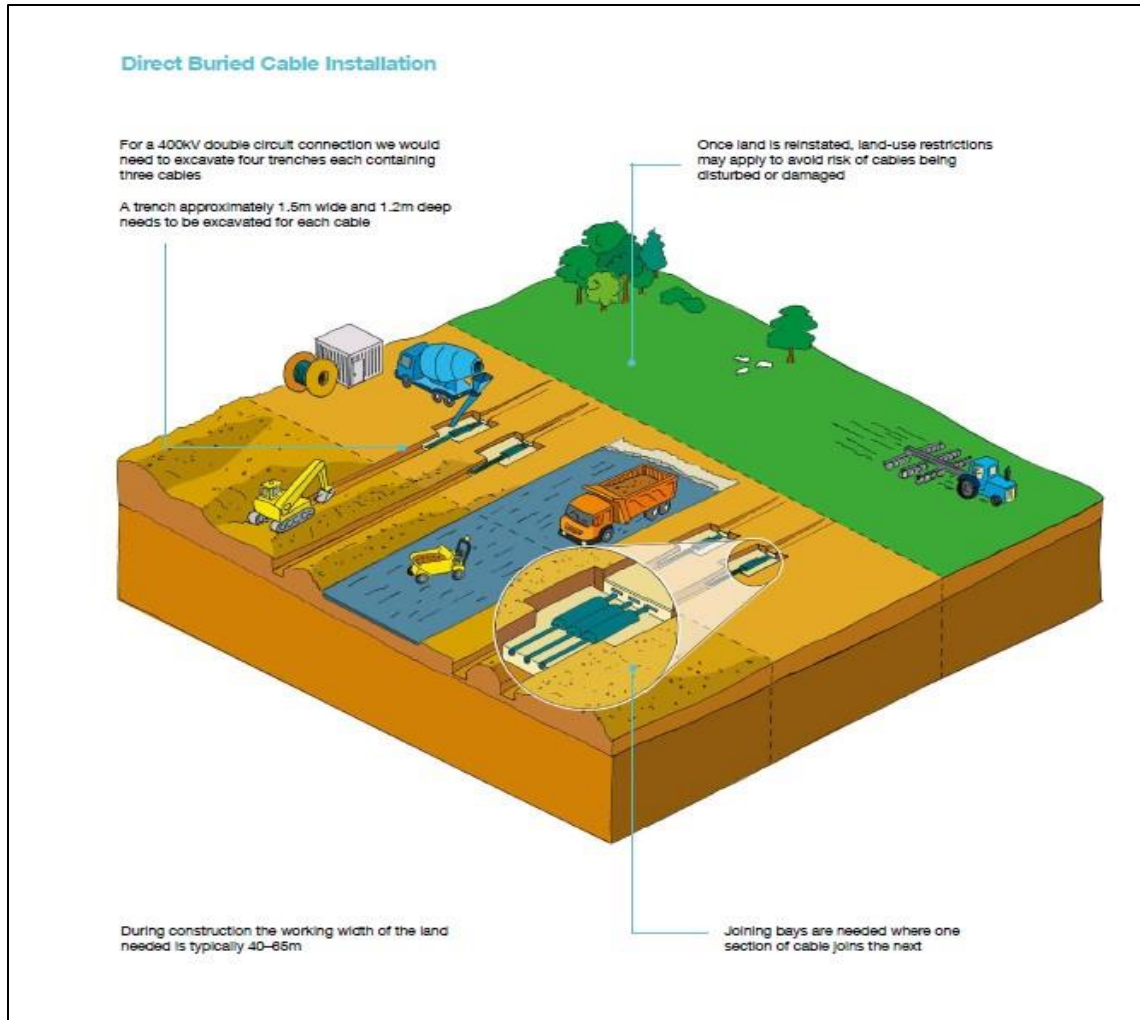 Direct Buried Cable Installation
For a 400kV double circuit connection we would
need to excavate four trenches each containing
three cables
A trench approximately 1.5m wide and 1.2m deep
needs to be excavated for each cable
Once land is reinstated, land-use restrictions
may apply to avoid risk of cables being
disturbed or damaged
During construction the working width of the land
needed is typically 40–65m
Joining bays are needed where one
section of cable joins the next